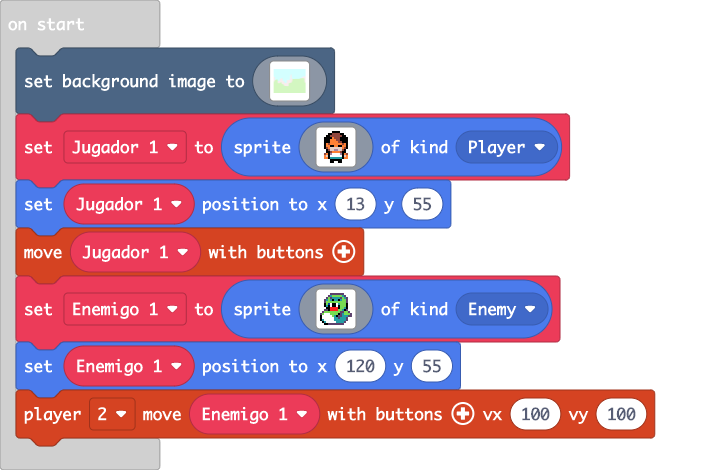 on start
set background image to
set Jugador 1 to sprite of kind Player
set Jugador 1 position to x 13 y 55
move Jugador 1 with buttons
set Enemigo 1 to sprite of kind Enemy
set Enemigo 1 position to x 120 y 55
player 2 move Enemigo 1 with buttons vx 100 vy 100